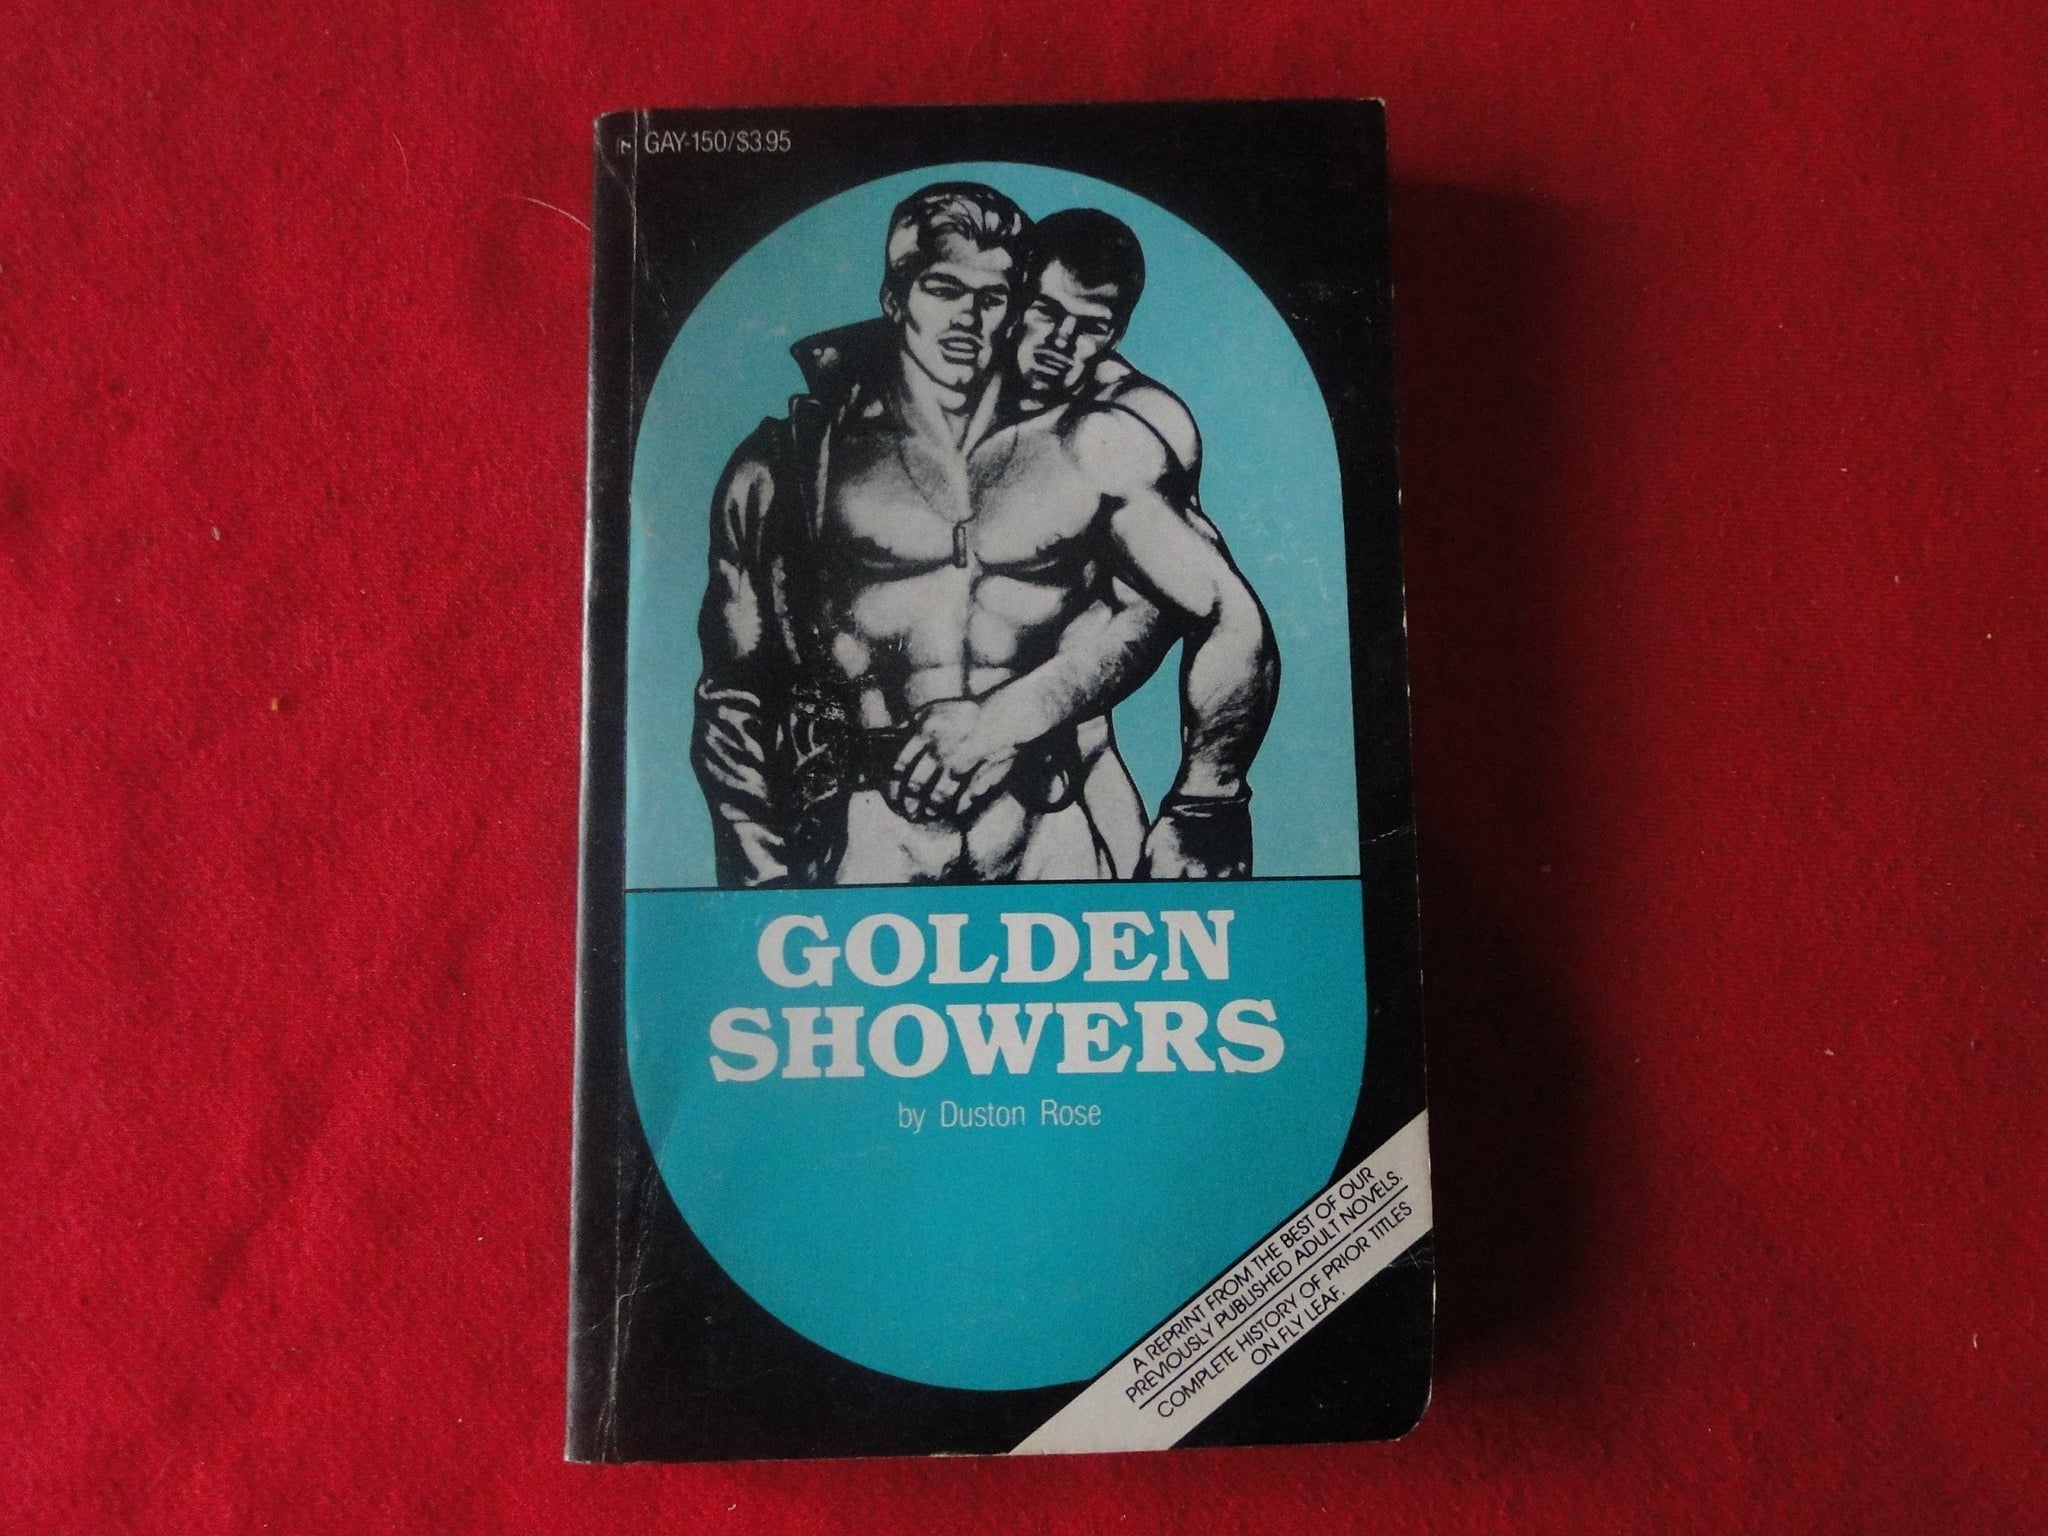 GAY-150/$3.95
GOLDEN
SHOWERS
by Duston Rose
A REPRINT FROM THE BEST OF OUR
PREVIOUSLY PUBLISHED ADULT NOVELS.
COMPLETE HISTORY OF PRIOR TITLES
ON FLY LEAF.